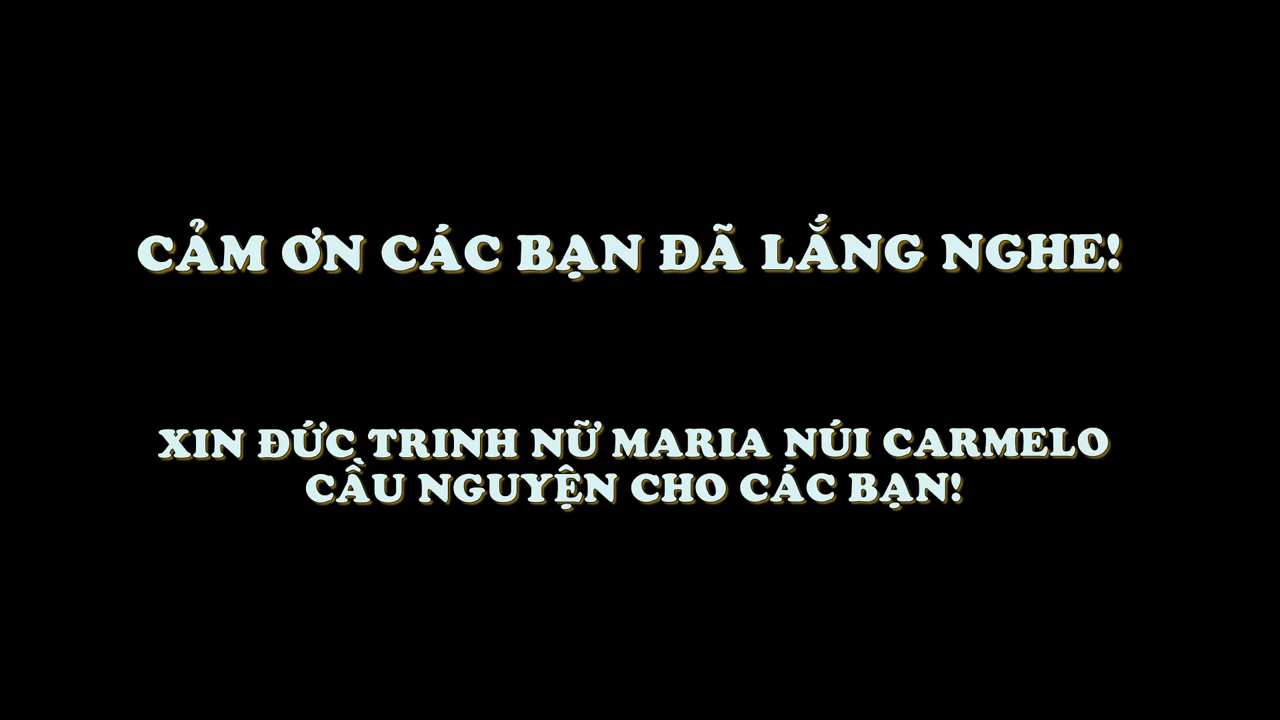 CẢM ƠN CÁC BẠN ĐÃ LẮNG NGHE!
XIN ĐỨC TRINH NỮ MARIA NÚI CARMELO
CẦU NGUYỆN CHO CÁC BẠN!